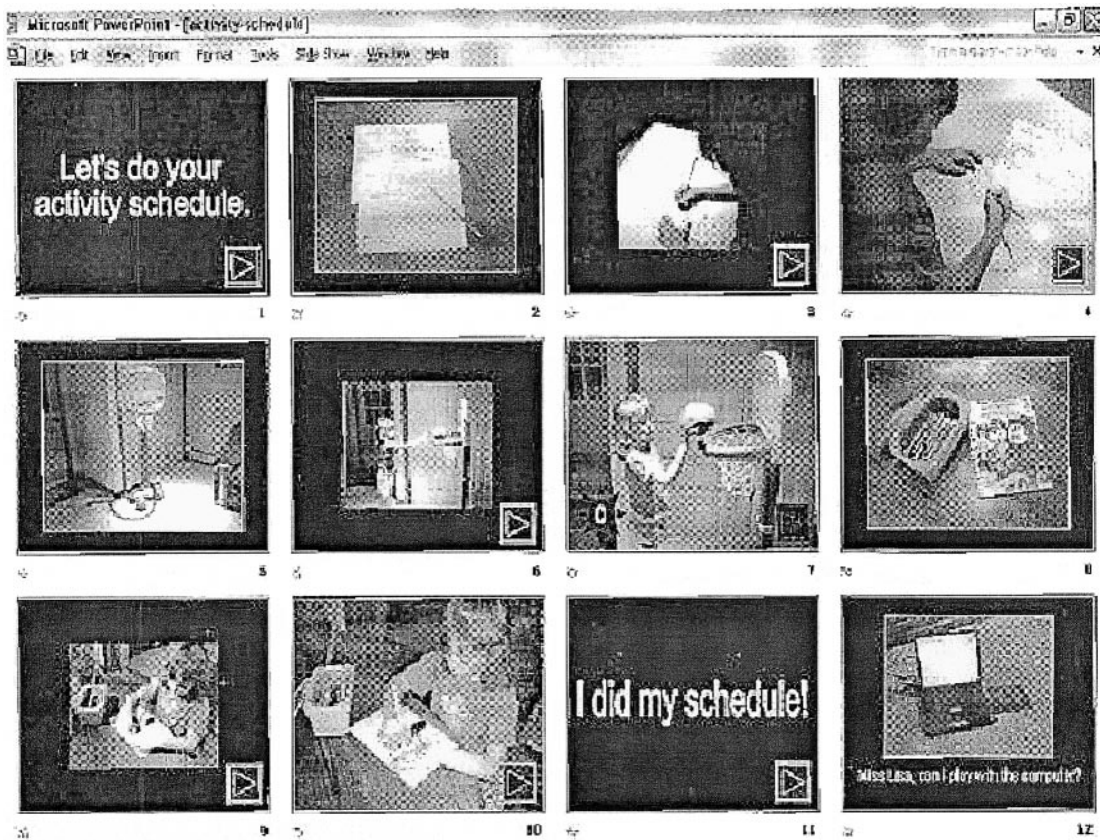 Microsoft PowerPoint - [activity-schedule]
File Edit View Insert Format Tools Slide Show Window Help
Let's do your
activity schedule.
1 2 3 4
5 6 7 8
I did my schedule!
Miss Lisa, can I play with the computer?
9 10 11 12